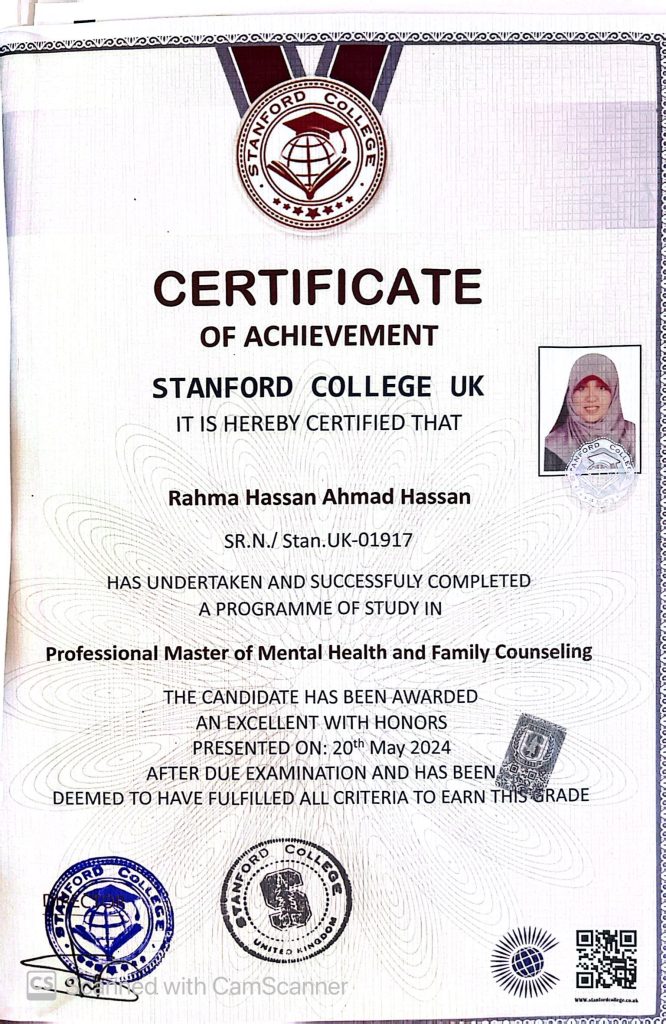 STANFORD COLLEGE
CERTIFICATE
OF ACHIEVEMENT
STANFORD COLLEGE UK
IT IS HEREBY CERTIFIED THAT
STANFORD COLLEGE
Rahma Hassan Ahmad Hassan
SR.N./ Stan.UK-01917
HAS UNDERTAKEN AND SUCCESSFULY COMPLETED
A PROGRAMME OF STUDY IN
Professional Master of Mental Health and Family Counseling
THE CANDIDATE HAS BEEN AWARDED
AN EXCELLENT WITH HONORS
PRESENTED ON: 20th May 2024
AFTER DUE EXAMINATION AND HAS BEEN
DEEMED TO HAVE FULFILLED ALL CRITERIA TO EARN THIS GRADE
DIRECTOR
STANFORD COLLEGE
STANFORD COLLEGE
S
UNITED KINGDOM
www.stanfordcollege.co.uk
CS Scanned with CamScanner